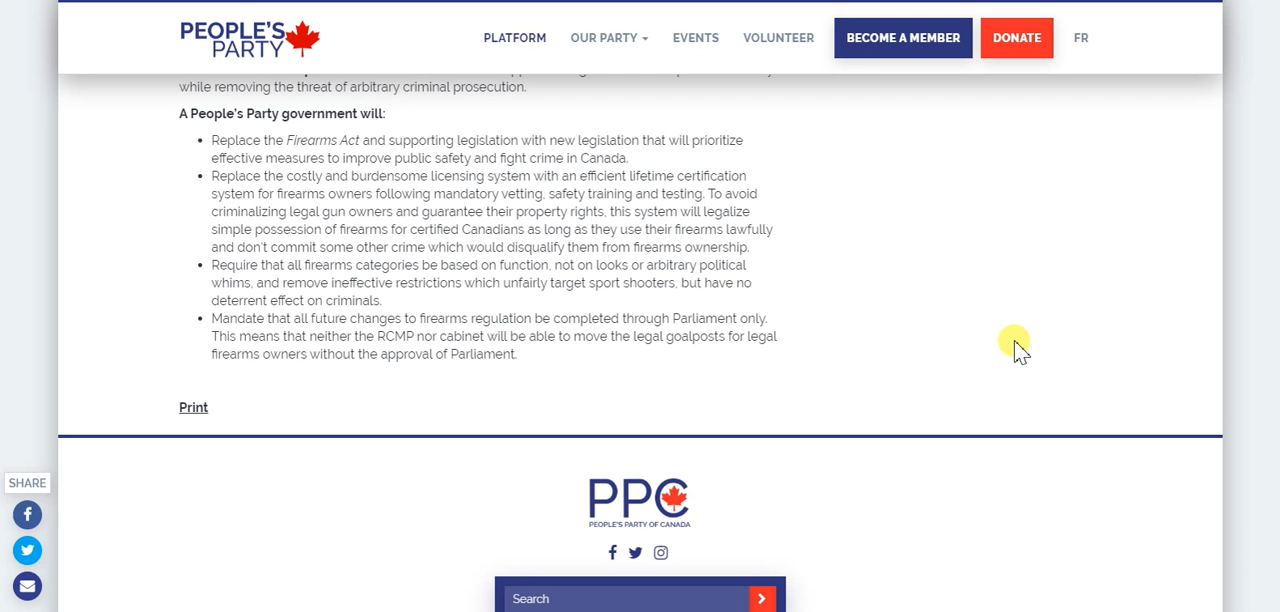 PEOPLE'S
PARTY
PLATFORM
OUR PARTY
EVENTS
VOLUNTEER
BECOME A MEMBER
DONATE
FR
while removing the threat of arbitrary criminal prosecution.
A People's Party government will:
• Replace the Firearms Act and supporting legislation with new legislation that will prioritize
effective measures to improve public safety and fight crime in Canada.
• Replace the costly and burdensome licensing system with an efficient lifetime certification
system for firearms owners following mandatory vetting, safety training and testing. To avoid
criminalizing legal gun owners and guarantee their property rights, this system will legalize
simple possession of firearms for certified Canadians as long as they use their firearms lawfully
and don't commit some other crime which would disqualify them from firearms ownership.
• Require that all firearms categories be based on function, not on looks or arbitrary political
whims, and remove ineffective restrictions which unfairly target sport shooters, but have no
deterrent effect on criminals.
• Mandate that all future changes to firearms regulation be completed through Parliament only.
This means that neither the RCMP nor cabinet will be able to move the legal goalposts for legal
firearms owners without the approval of Parliament.
Print
SHARE
PPC
PEOPLE'S PARTY OF CANADA
Search